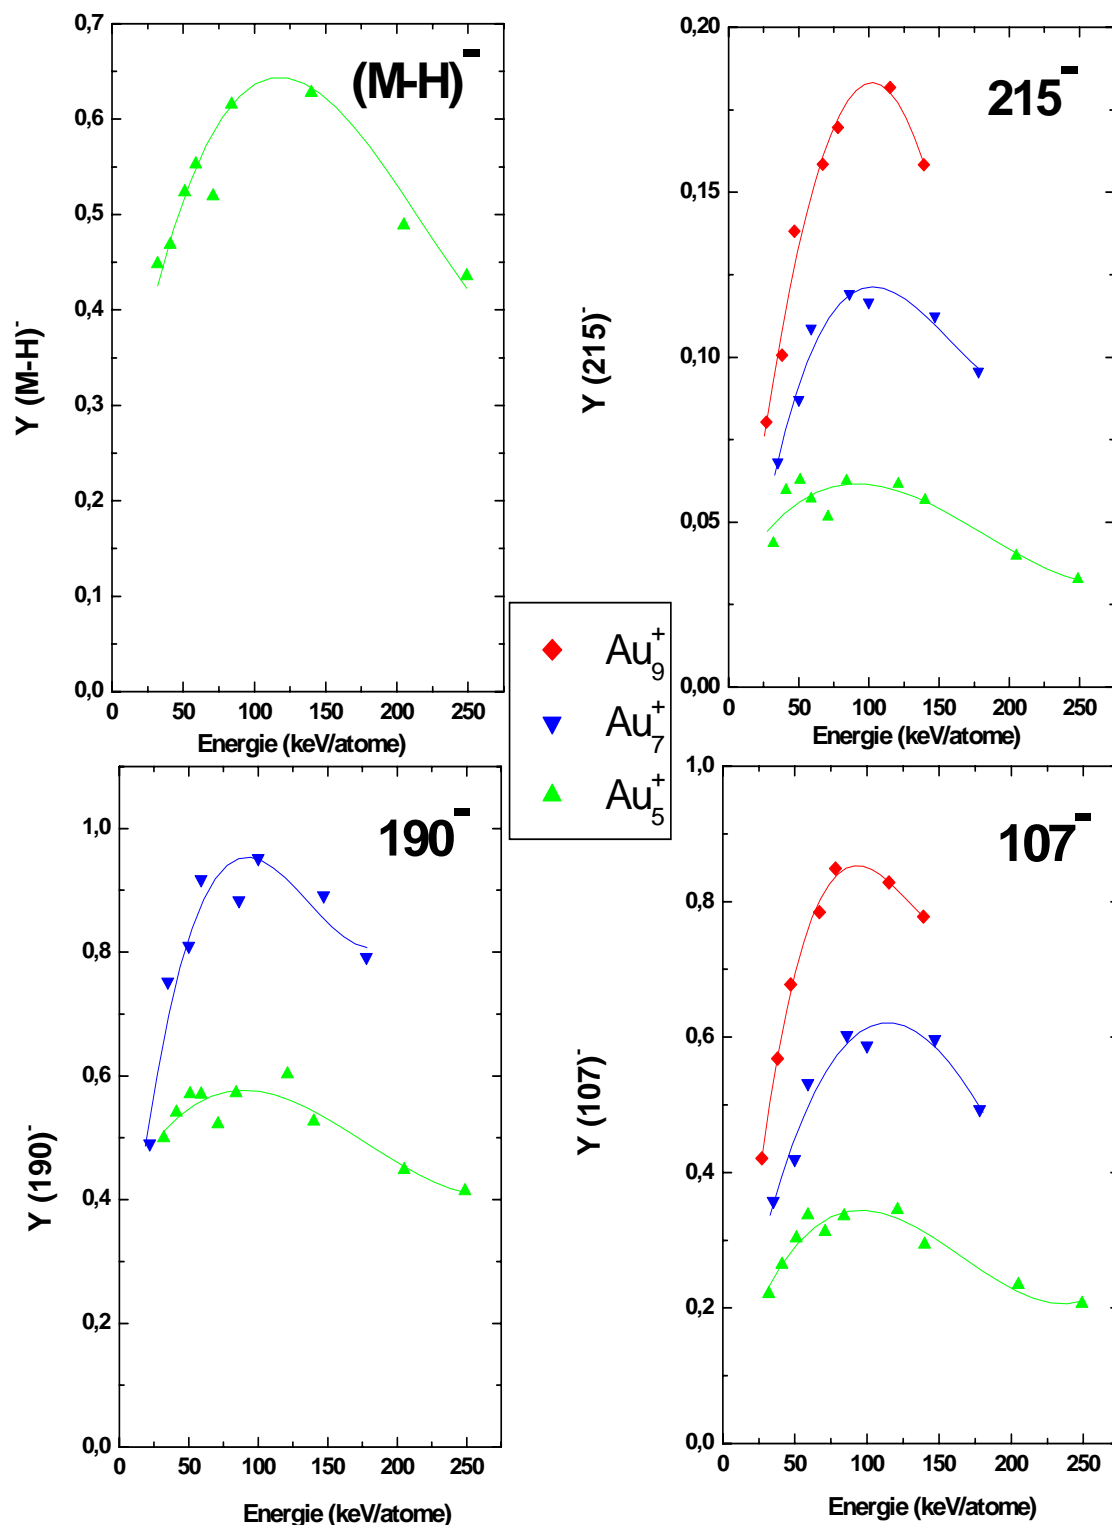 (M-H)-
0,7
0,6
0,5
0,4
0,3
0,2
0,1
0,0
Y (M-H)-
0 50 100 150 200 250
Energie (keV/atome)
215-
0,20
0,15
0,10
0,05
0,00
Y (215)-
0 50 100 150 200 250
Energie (keV/atome)
Au9+
Au7+
Au5+
190-
1,0
0,8
0,6
0,4
0,2
0,0
Y (190)-
0 50 100 150 200 250
Energie (keV/atome)
107-
1,0
0,8
0,6
0,4
0,2
0,0
Y (107)-
0 50 100 150 200 250
Energie (keV/atome)